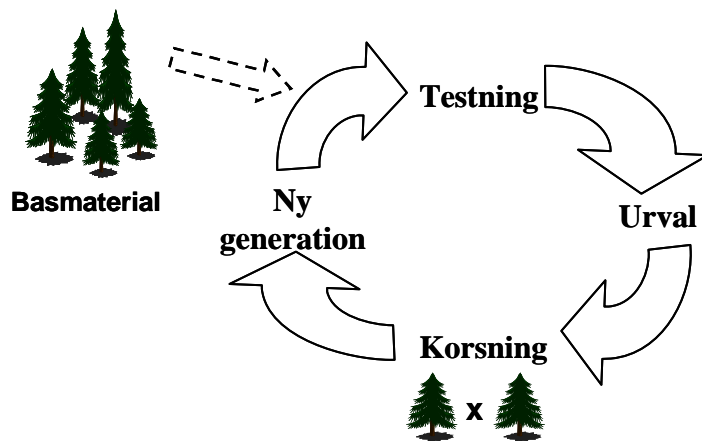 Testning
Basmaterial
Ny
generation
Urval
Korsning
x